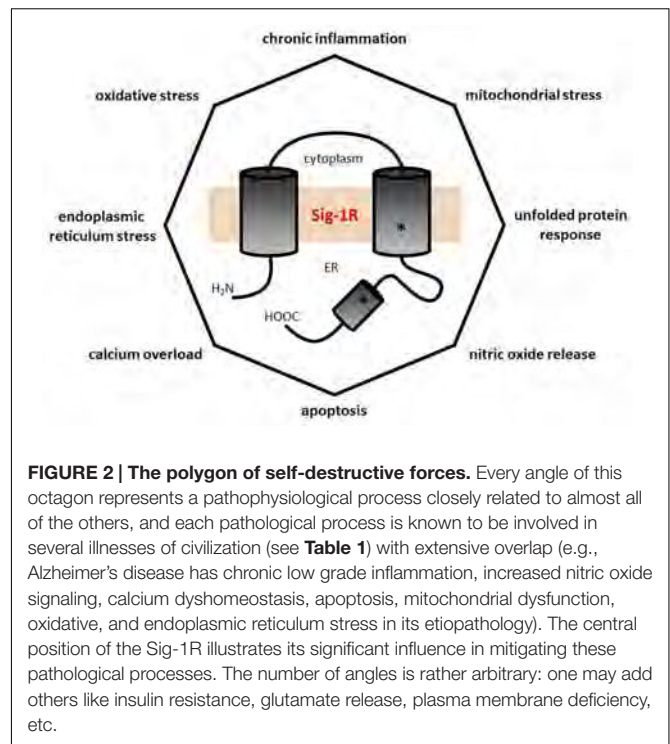 chronic inflammation
oxidative stress
mitochondrial stress
cytoplasm
endoplasmic
reticulum stress
Sig-1R
*
unfolded protein
response
ER
H₂N
*
HOOC
calcium overload
nitric oxide release
apoptosis
FIGURE 2 | The polygon of self-destructive forces. Every angle of this
octagon represents a pathophysiological process closely related to almost all
of the others, and each pathological process is known to be involved in
several illnesses of civilization (see Table 1) with extensive overlap (e.g.,
Alzheimer's disease has chronic low grade inflammation, increased nitric oxide
signaling, calcium dyshomeostasis, apoptosis, mitochondrial dysfunction,
oxidative, and endoplasmic reticulum stress in its etiopathology). The central
position of the Sig-1R illustrates its significant influence in mitigating these
pathological processes. The number of angles is rather arbitrary: one may add
others like insulin resistance, glutamate release, plasma membrane deficiency,
etc.